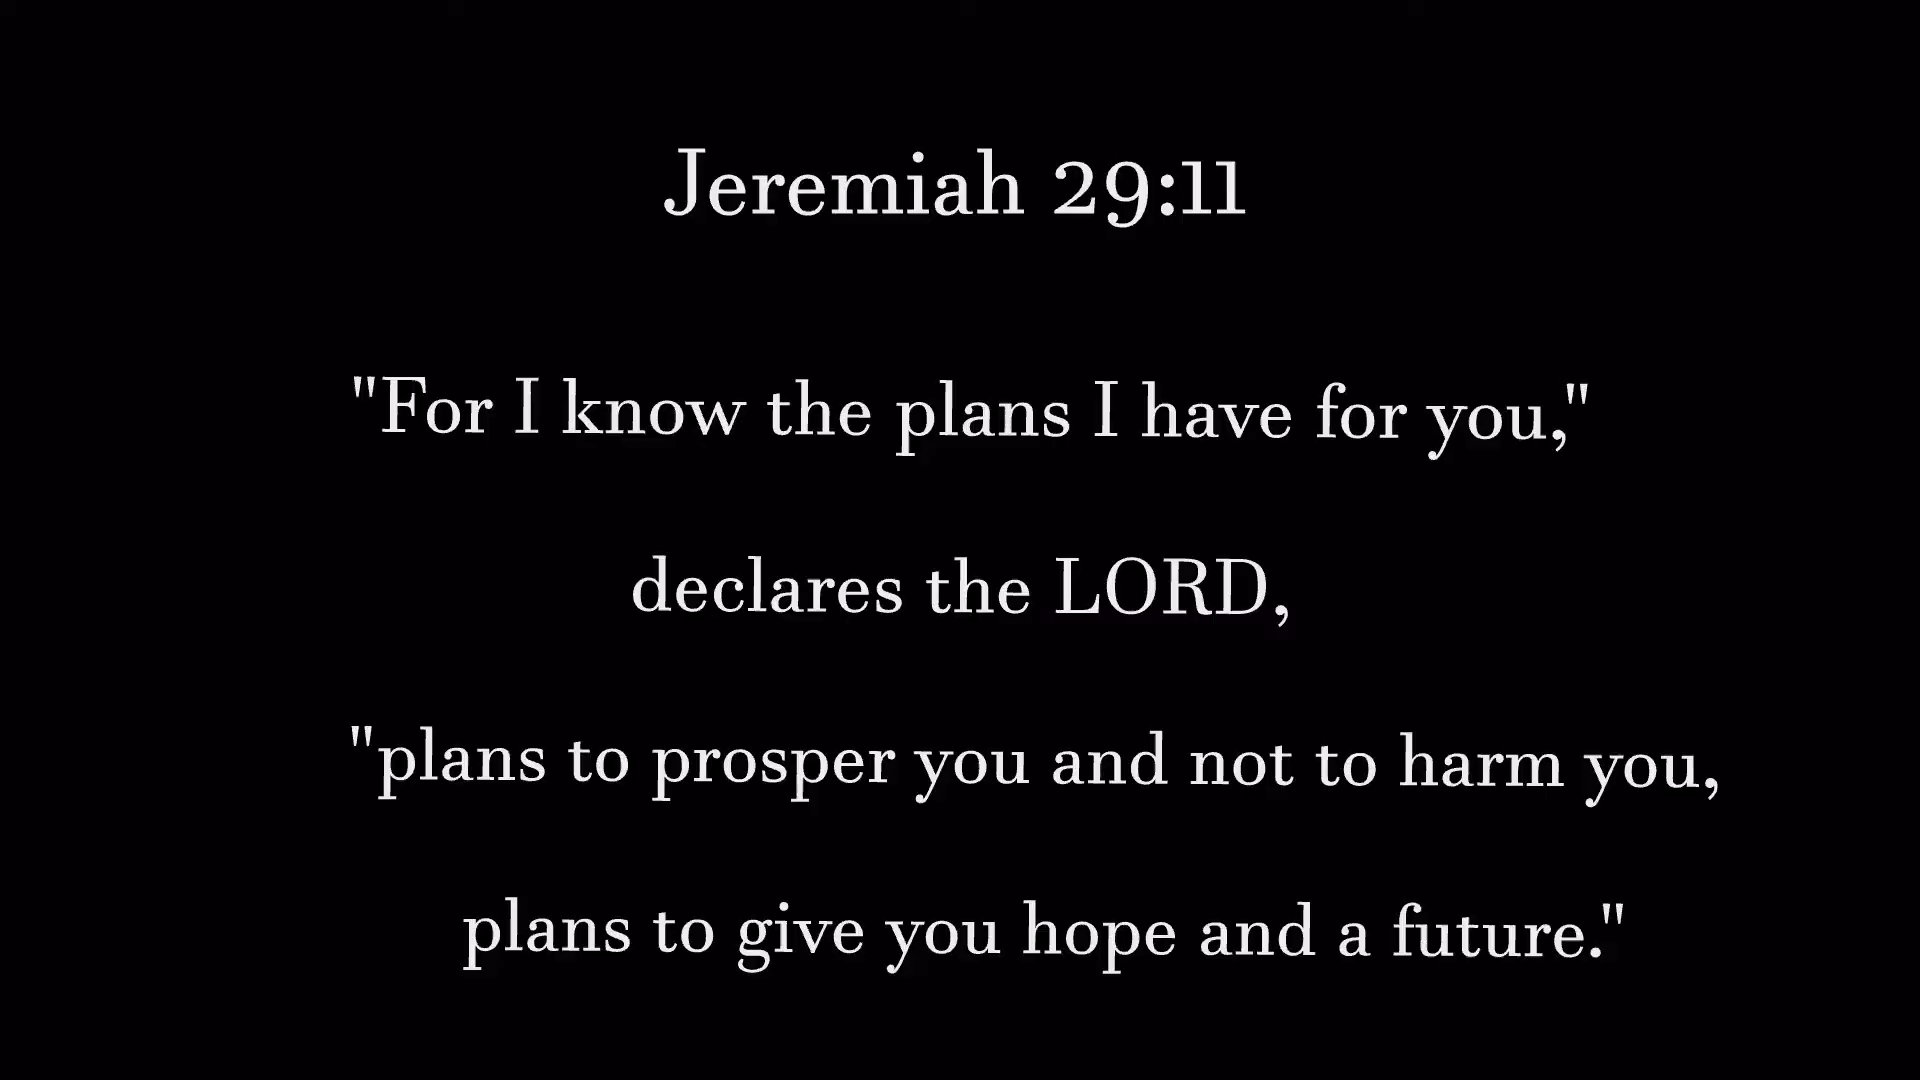 Jeremiah 29:11
"For I know the plans I have for you,"
declares the LORD,
"plans to prosper you and not to harm you,
plans to give you hope and a future."